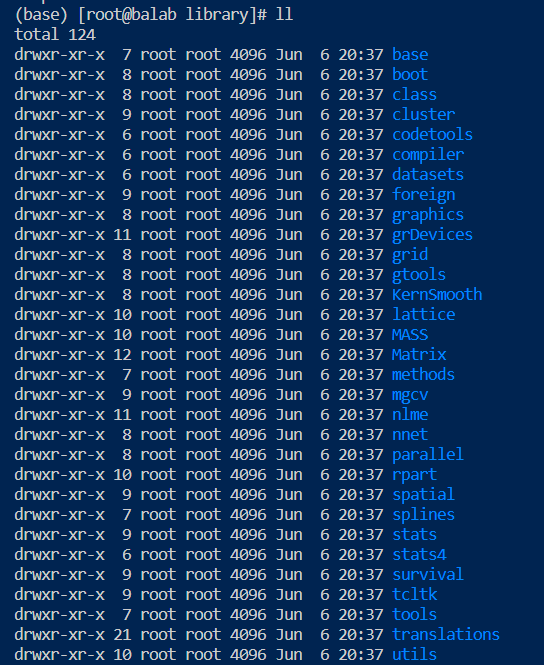 (base) [root@balab library]# ll
total 124
drwxr-xr-x  7 root root 4096 Jun  6 20:37 base
drwxr-xr-x  8 root root 4096 Jun  6 20:37 boot
drwxr-xr-x  8 root root 4096 Jun  6 20:37 class
drwxr-xr-x  9 root root 4096 Jun  6 20:37 cluster
drwxr-xr-x  6 root root 4096 Jun  6 20:37 codetools
drwxr-xr-x  6 root root 4096 Jun  6 20:37 compiler
drwxr-xr-x  6 root root 4096 Jun  6 20:37 datasets
drwxr-xr-x  9 root root 4096 Jun  6 20:37 foreign
drwxr-xr-x  8 root root 4096 Jun  6 20:37 graphics
drwxr-xr-x 11 root root 4096 Jun  6 20:37 grDevices
drwxr-xr-x  8 root root 4096 Jun  6 20:37 grid
drwxr-xr-x  8 root root 4096 Jun  6 20:37 gtools
drwxr-xr-x  8 root root 4096 Jun  6 20:37 KernSmooth
drwxr-xr-x 10 root root 4096 Jun  6 20:37 lattice
drwxr-xr-x 10 root root 4096 Jun  6 20:37 MASS
drwxr-xr-x 12 root root 4096 Jun  6 20:37 Matrix
drwxr-xr-x  7 root root 4096 Jun  6 20:37 methods
drwxr-xr-x  9 root root 4096 Jun  6 20:37 mgcv
drwxr-xr-x 11 root root 4096 Jun  6 20:37 nlme
drwxr-xr-x  8 root root 4096 Jun  6 20:37 nnet
drwxr-xr-x  8 root root 4096 Jun  6 20:37 parallel
drwxr-xr-x 10 root root 4096 Jun  6 20:37 rpart
drwxr-xr-x  9 root root 4096 Jun  6 20:37 spatial
drwxr-xr-x  7 root root 4096 Jun  6 20:37 splines
drwxr-xr-x  9 root root 4096 Jun  6 20:37 stats
drwxr-xr-x  6 root root 4096 Jun  6 20:37 stats4
drwxr-xr-x  9 root root 4096 Jun  6 20:37 survival
drwxr-xr-x  9 root root 4096 Jun  6 20:37 tcltk
drwxr-xr-x  7 root root 4096 Jun  6 20:37 tools
drwxr-xr-x 21 root root 4096 Jun  6 20:37 translations
drwxr-xr-x 10 root root 4096 Jun  6 20:37 utils